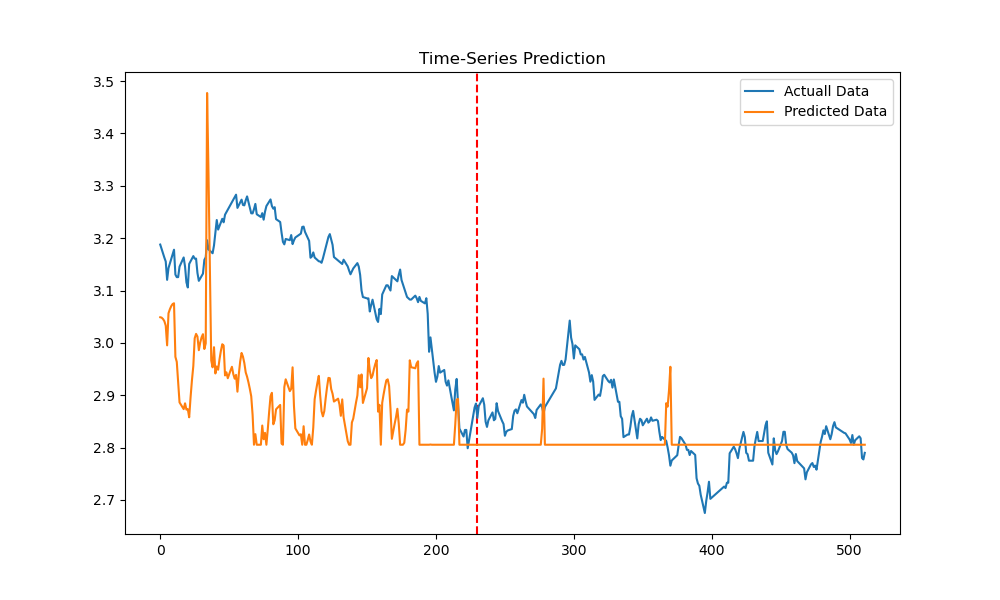 Time-Series Prediction
3.5
3.4
3.3
3.2
3.1
3.0
2.9
2.8
2.7
Actuall Data
Predicted Data
0 100 200 300 400 500